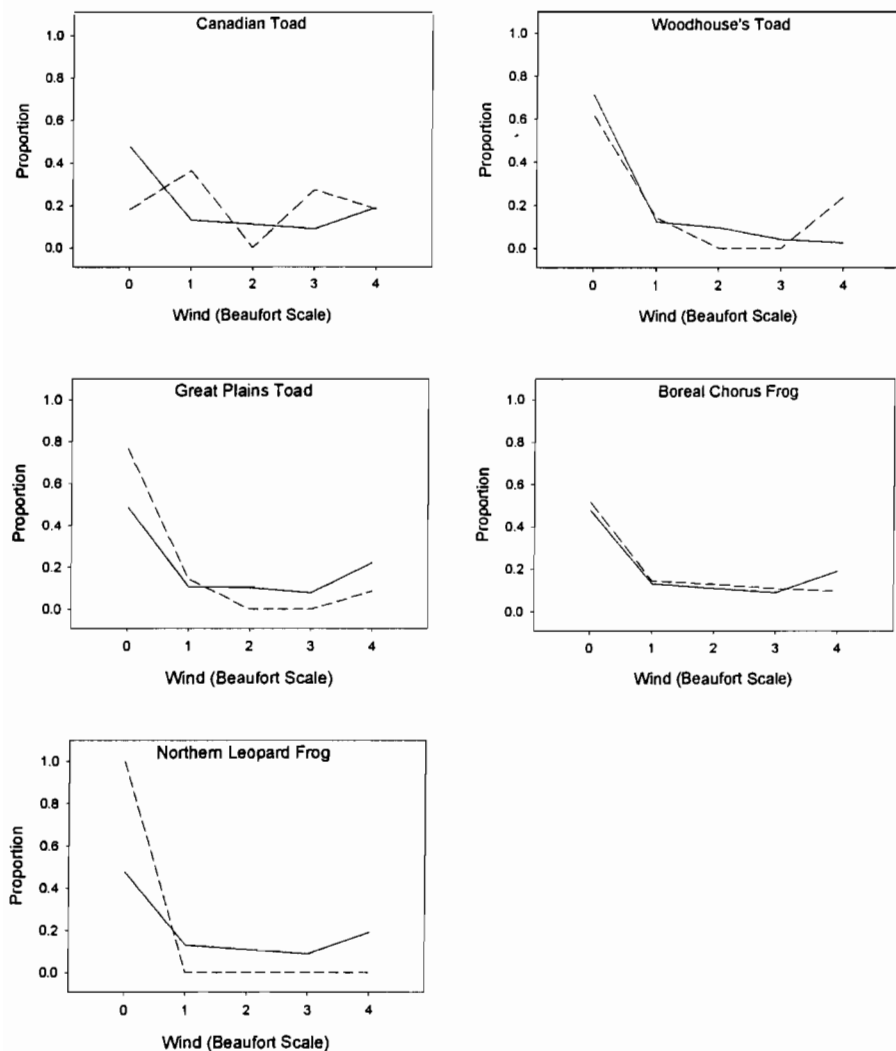 Canadian Toad
1.0
0.8
0.6
0.4
0.2
0.0
Proportion
0 1 2 3 4
Wind (Beaufort Scale)
Woodhouse's Toad
1.0
0.8
0.6
0.4
0.2
0.0
Proportion
0 1 2 3 4
Wind (Beaufort Scale)
Great Plains Toad
1.0
0.8
0.6
0.4
0.2
0.0
Proportion
0 1 2 3 4
Wind (Beaufort Scale)
Boreal Chorus Frog
1.0
0.8
0.6
0.4
0.2
0.0
Proportion
0 1 2 3 4
Wind (Beaufort Scale)
Northern Leopard Frog
1.0
0.8
0.6
0.4
0.2
0.0
Proportion
0 1 2 3 4
Wind (Beaufort Scale)